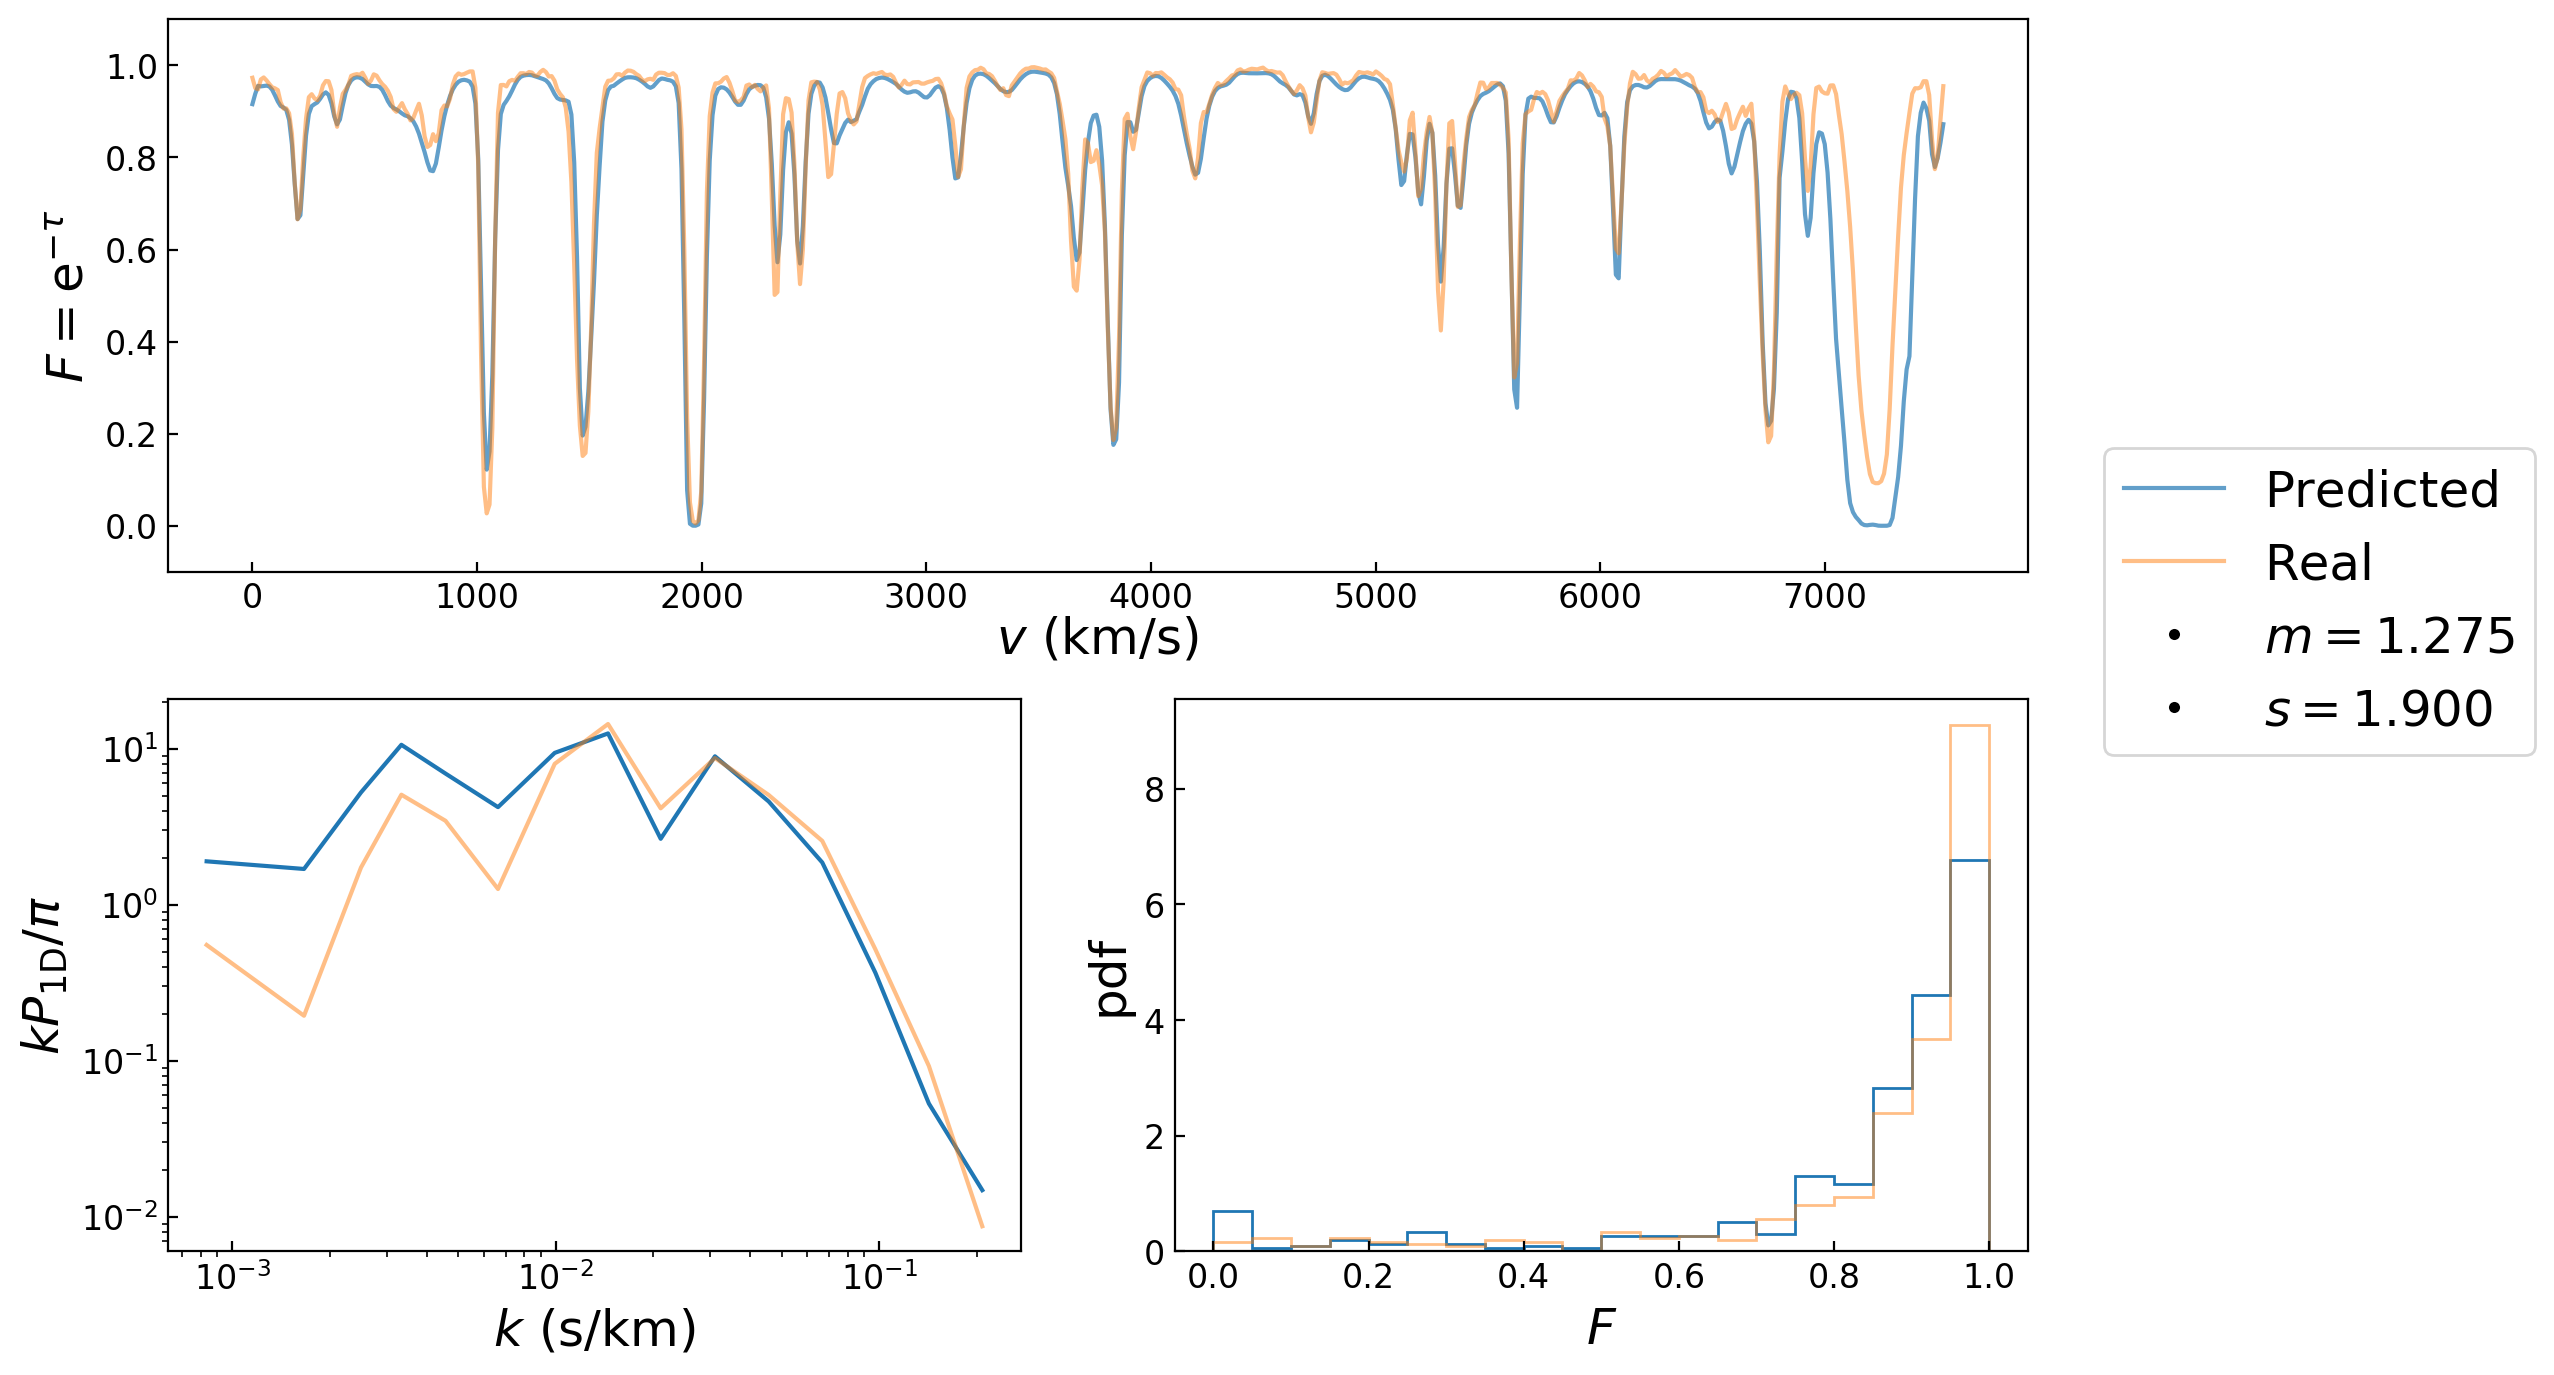 1.0
0.8
0.6
0.4
0.2
0.0
F = e^{−τ}
0 1000 2000 3000 4000 5000 6000 7000
v (km/s)
Predicted
Real
m = 1.275
s = 1.900
10^1
10^0
10^{−1}
10^{−2}
kP_{1D}/π
10^{−3} 10^{−2} 10^{−1}
k (s/km)
8
6
4
2
0
pdf
0.0 0.2 0.4 0.6 0.8 1.0
F